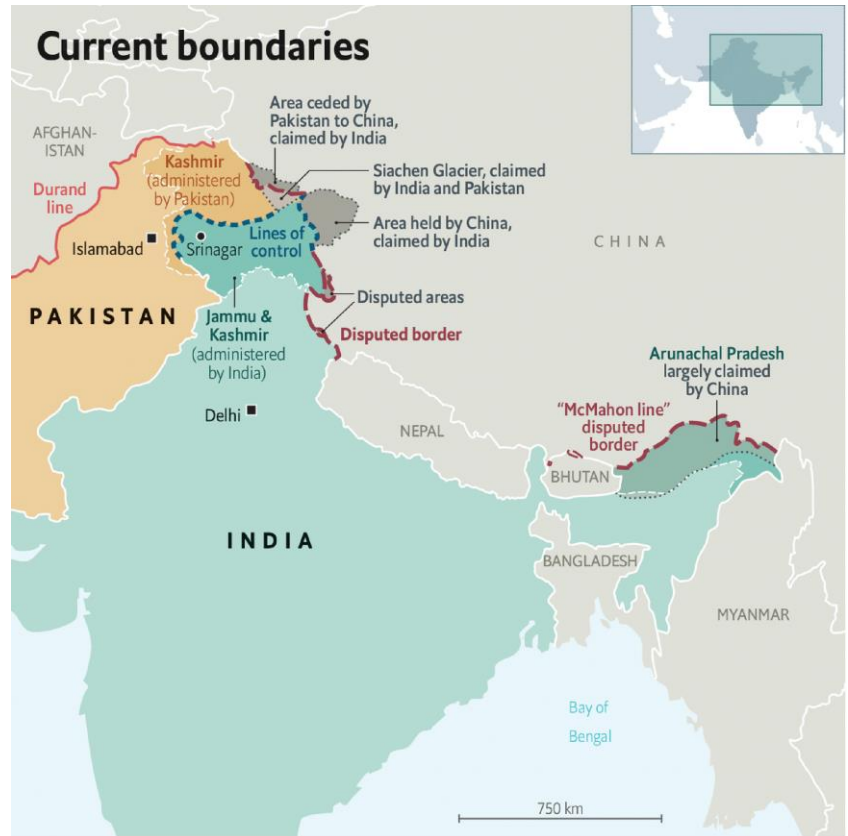 Current boundaries
Area ceded by
Pakistan to China,
claimed by India
AFGHAN-
ISTAN
Kashmir
(administered
by Pakistan)
Siachen Glacier, claimed
by India and Pakistan
Durand
line
Area held by China,
claimed by India
Islamabad
Srinagar
Lines of
control
CHINA
PAKISTAN
Jammu &
Kashmir
(administered
by India)
Disputed areas
Disputed border
Arunachal Pradesh
largely claimed
by China
Delhi
NEPAL
“McMahon line”
disputed
border
BHUTAN
INDIA
BANGLADESH
MYANMAR
Bay of
Bengal
750 km